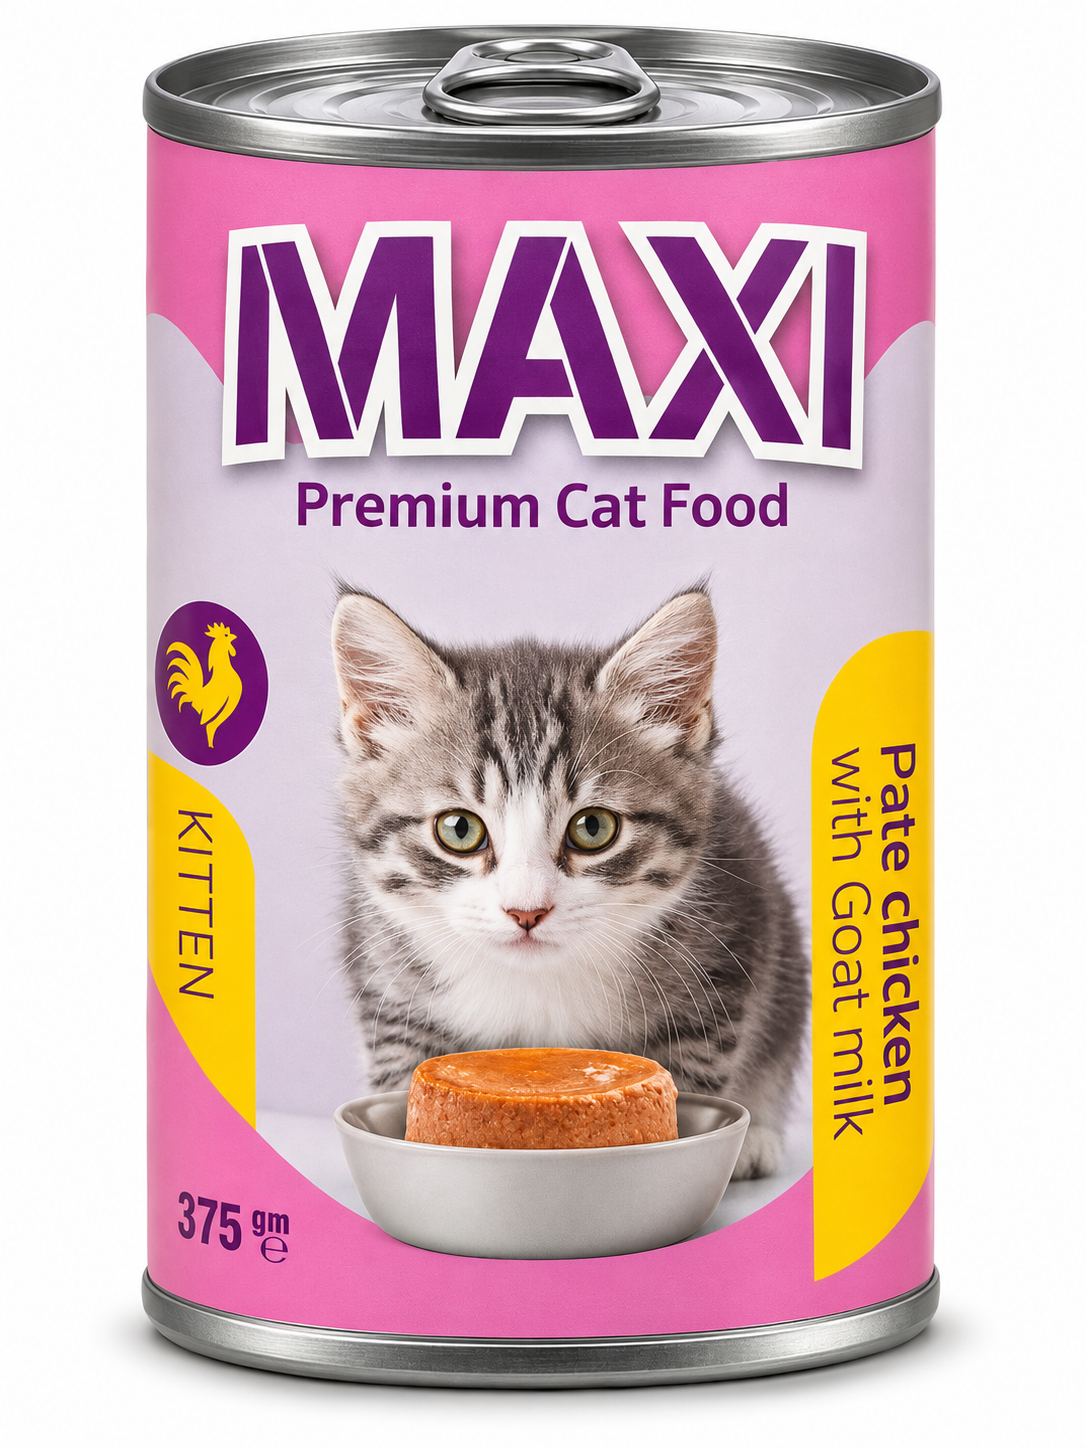 MAXI
Premium Cat Food
KITTEN
Pate chicken
with Goat milk
375 gm
e